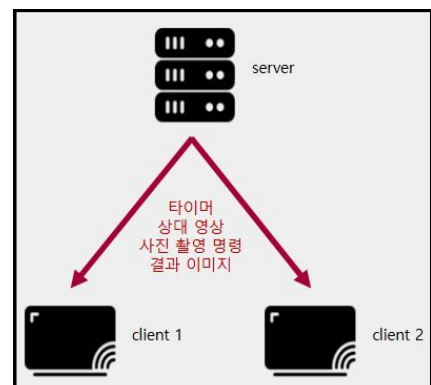 server
타이머
상대 영상
사진 촬영 명령
결과 이미지
client 1
client 2